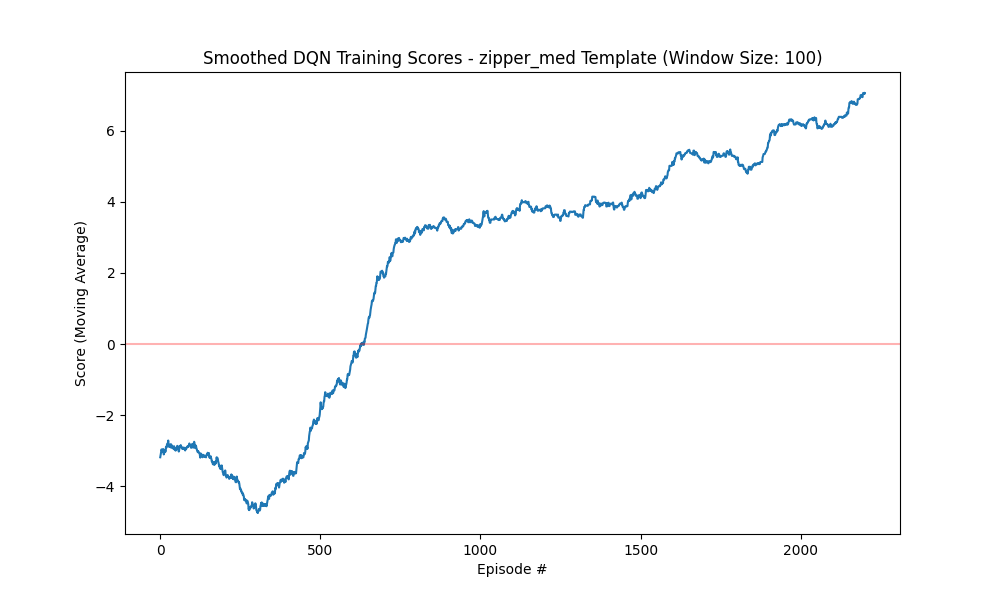 Smoothed DQN Training Scores - zipper_med Template (Window Size: 100)
Score (Moving Average)
6
4
2
0
−2
−4
0 500 1000 1500 2000
Episode #